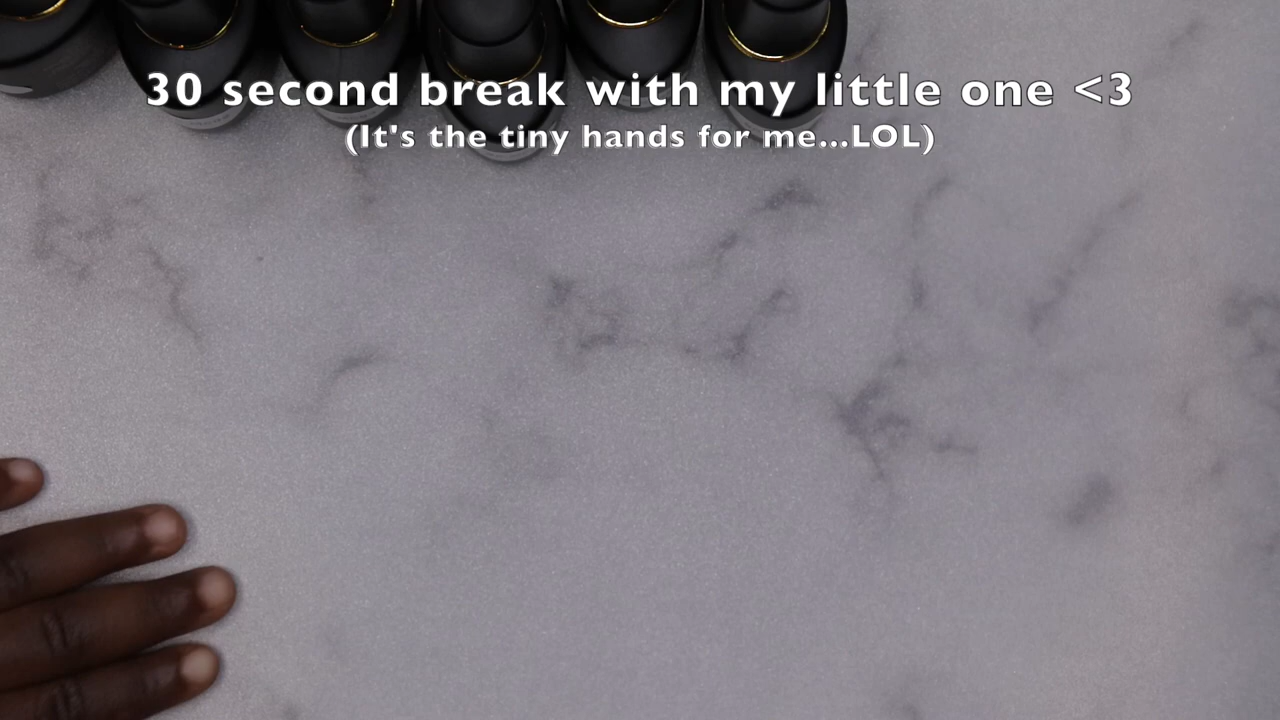 30 second break with my little one <3
(It's the tiny hands for me...LOL)